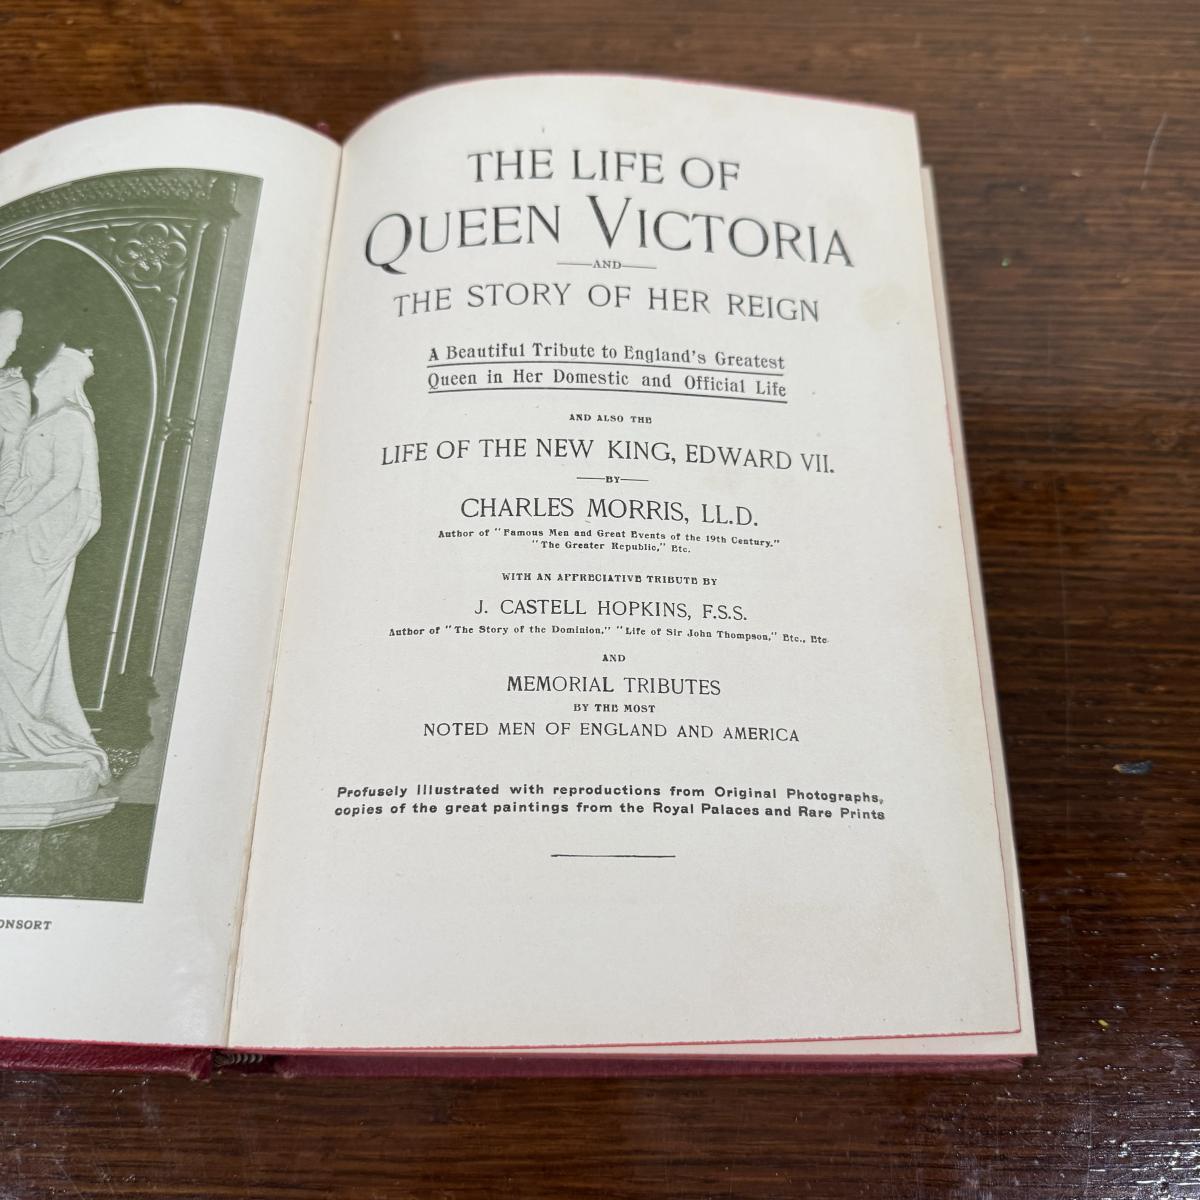 THE LIFE OF
QUEEN VICTORIA
AND
THE STORY OF HER REIGN
A Beautiful Tribute to England's Greatest
Queen in Her Domestic and Official Life
AND ALSO THE
LIFE OF THE NEW KING, EDWARD VII.
BY
CHARLES MORRIS, LL.D.
Author of "Famous Men and Great Events of the 19th Century."
"The Greater Republic," Etc.
WITH AN APPRECIATIVE TRIBUTE BY
J. CASTELL HOPKINS, F.S.S.
Author of "The Story of the Dominion," "Life of Sir John Thompson," Etc., Etc
AND
MEMORIAL TRIBUTES
BY THE MOST
NOTED MEN OF ENGLAND AND AMERICA
Profusely Illustrated with reproductions from Original Photographs,
copies of the great paintings from the Royal Palaces and Rare Prints